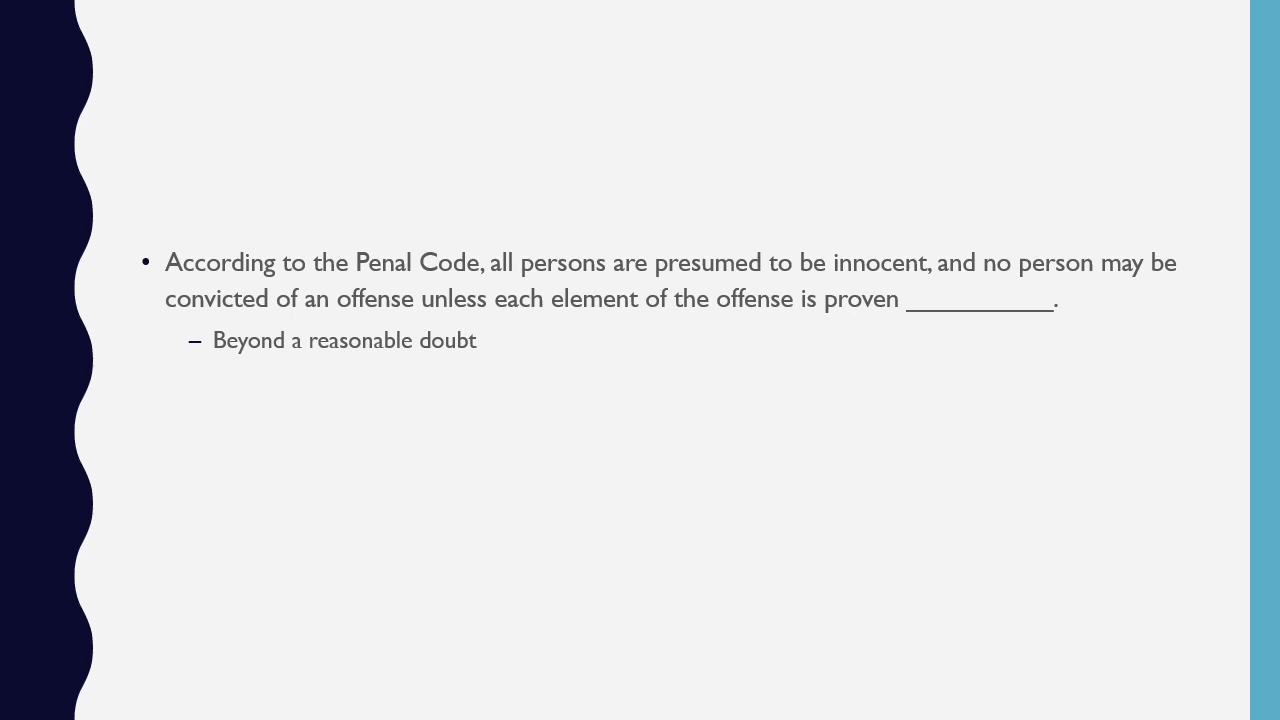 • According to the Penal Code, all persons are presumed to be innocent, and no person may be
convicted of an offense unless each element of the offense is proven ___________.
– Beyond a reasonable doubt